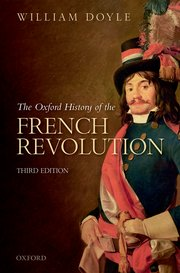 WILLIAM DOYLE
The Oxford History of the
FRENCH REVOLUTION
THIRD EDITION
OXFORD